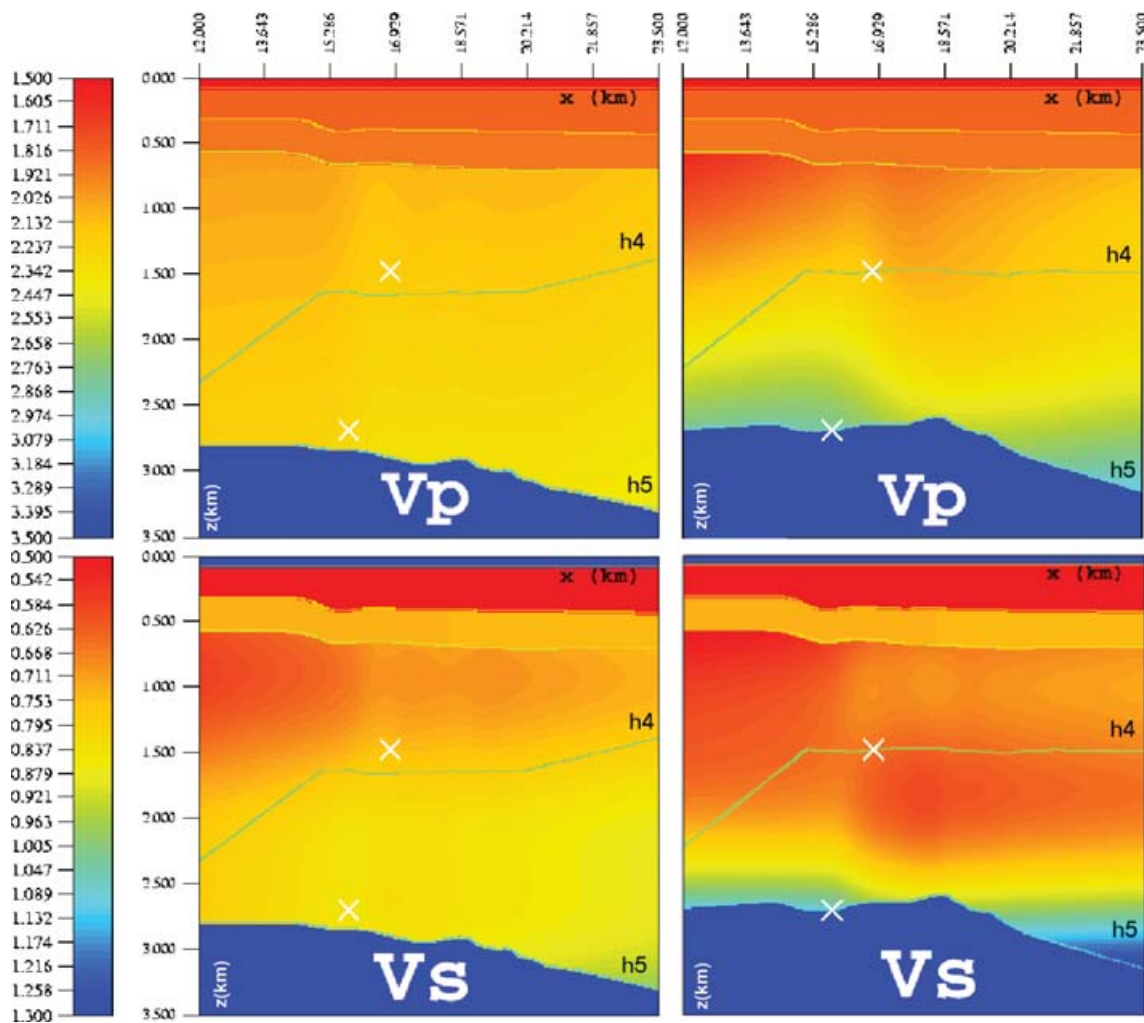 12.000 13.643 15.286 16.929 18.571 20.214 21.857 23.500
12.000 13.643 15.286 16.929 18.571 20.214 21.857 23.500
1.500
1.605
1.711
1.816
1.921
2.026
2.132
2.237
2.342
2.447
2.553
2.658
2.763
2.868
2.974
3.079
3.184
3.289
3.395
3.500
0.000
0.500
1.000
1.500
2.000
2.500
3.000
3.500
x (km)
h4
h5
z(km)
Vp
x (km)
h4
h5
z(km)
Vp
0.500
0.542
0.584
0.626
0.668
0.711
0.753
0.795
0.837
0.879
0.921
0.963
1.005
1.047
1.089
1.132
1.174
1.216
1.258
1.300
0.000
0.500
1.000
1.500
2.000
2.500
3.000
3.500
x (km)
h4
h5
z(km)
Vs
x (km)
h4
h5
z(km)
Vs